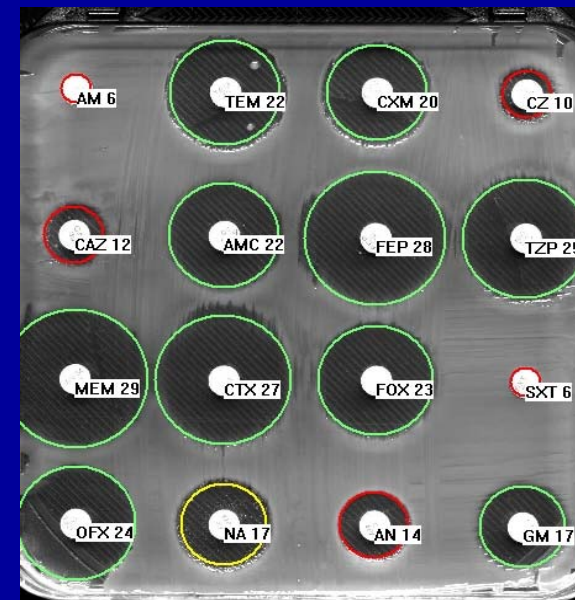 AM 6
TEM 22
CXM 20
CZ 10
CAZ 12
AMC 22
FEP 28
TZP 25
MEM 29
CTX 27
FOX 23
SXT 6
OFX 24
NA 17
AN 14
GM 17